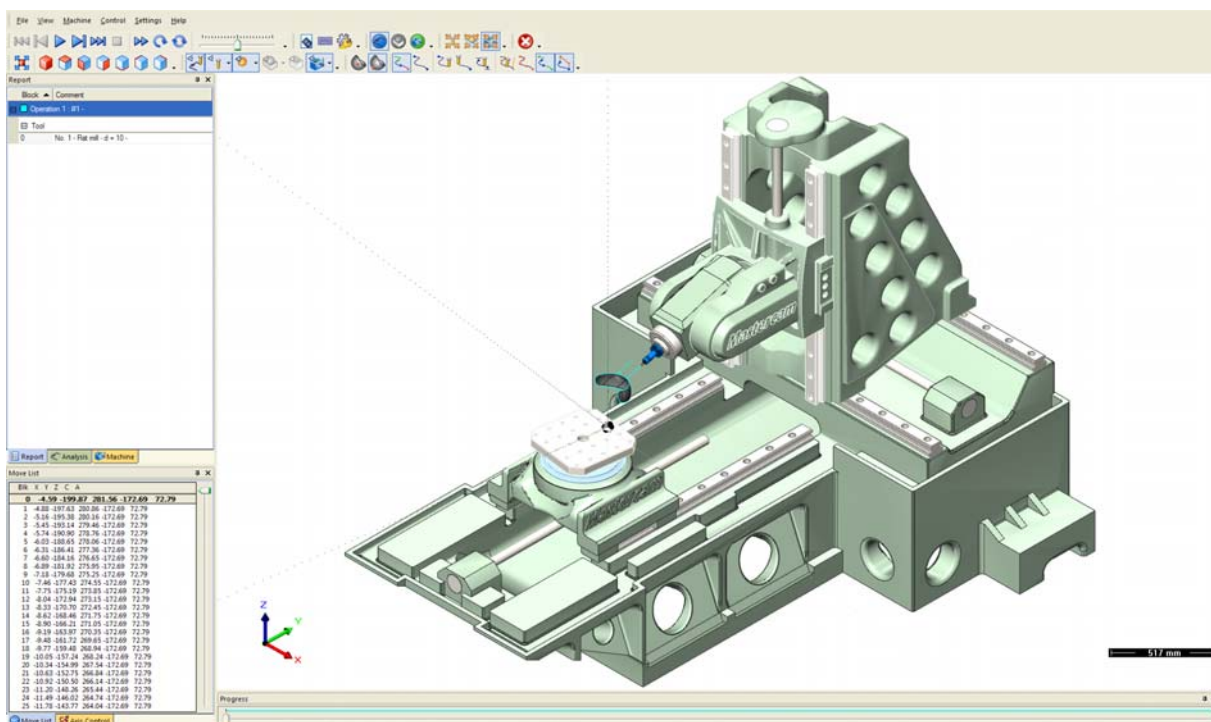 File View Machine Control Settings Help
Report
Block Comment
Operation 1 : #1 -
Tool
0 No. 1 - Flat mill - d = 10 -
Report Analysis Machine
Move List
Blk X Y Z C A
0 -4.59 -199.87 281.56 -172.69 72.79
1 -4.88 -197.63 280.86 -172.69 72.79
2 -5.16 -195.38 280.16 -172.69 72.79
3 -5.45 -193.14 279.46 -172.69 72.79
4 -5.74 -190.90 278.76 -172.69 72.79
5 -6.03 -188.65 278.06 -172.69 72.79
6 -6.31 -186.41 277.36 -172.69 72.79
7 -6.60 -184.16 276.65 -172.69 72.79
8 -6.89 -181.92 275.95 -172.69 72.79
9 -7.18 -179.68 275.25 -172.69 72.79
10 -7.46 -177.43 274.55 -172.69 72.79
11 -7.75 -175.19 273.85 -172.69 72.79
12 -8.04 -172.94 273.15 -172.69 72.79
13 -8.33 -170.70 272.45 -172.69 72.79
14 -8.62 -168.46 271.75 -172.69 72.79
15 -8.90 -166.21 271.05 -172.69 72.79
16 -9.19 -163.97 270.35 -172.69 72.79
17 -9.48 -161.72 269.65 -172.69 72.79
18 -9.77 -159.48 268.94 -172.69 72.79
19 -10.05 -157.24 268.24 -172.69 72.79
20 -10.34 -154.99 267.54 -172.69 72.79
21 -10.63 -152.75 266.84 -172.69 72.79
22 -10.92 -150.50 266.14 -172.69 72.79
23 -11.20 -148.26 265.44 -172.69 72.79
24 -11.49 -146.02 264.74 -172.69 72.79
25 -11.78 -143.77 264.04 -172.69 72.79
Move List Axis Control
Mastercam
Mastercam
Z
Y
X
517 mm
Progress